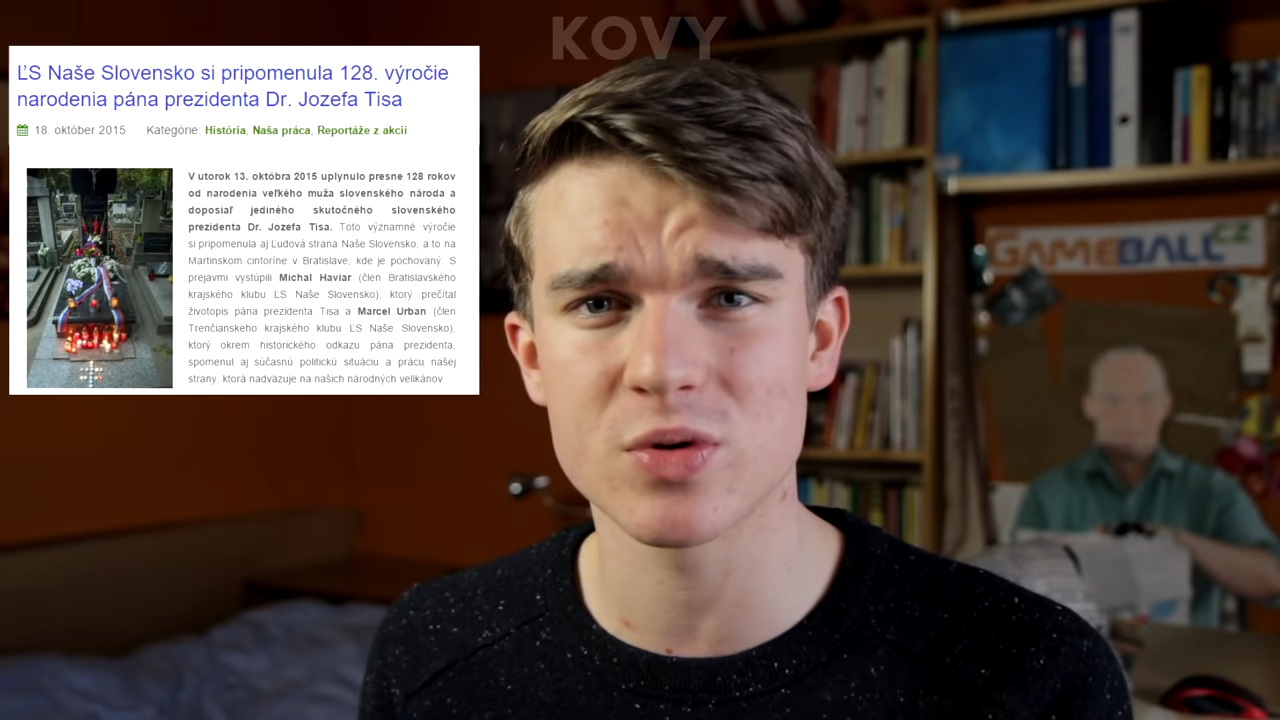 KOVY
ĽS Naše Slovensko si pripomenula 128. výročie
narodenia pána prezidenta Dr. Jozefa Tisa
18. október 2015 Kategórie: História, Naša práca, Reportáže z akcií
V utorok 13. októbra 2015 uplynulo presne 128 rokov
od narodenia veľkého muža slovenského národa a
doposiaľ jediného skutočného slovenského
prezidenta Dr. Jozefa Tisa. Toto významné výročie
si pripomenula aj Ľudová strana Naše Slovensko, a to na
Martinskom cintoríne v Bratislave, kde je pochovaný. S
prejavmi vystúpili Michal Haviar (člen Bratislavského
krajského klubu ĽS Naše Slovensko), ktorý prečítal
životopis pána prezidenta Tisa a Marcel Urban (člen
Trenčianskeho krajského klubu ĽS Naše Slovensko),
ktorý okrem historického odkazu pána prezidenta,
spomenul aj súčasnú politickú situáciu a prácu našej
strany, ktorá nadväzuje na našich národných velikánov
GAMEBALL CZ